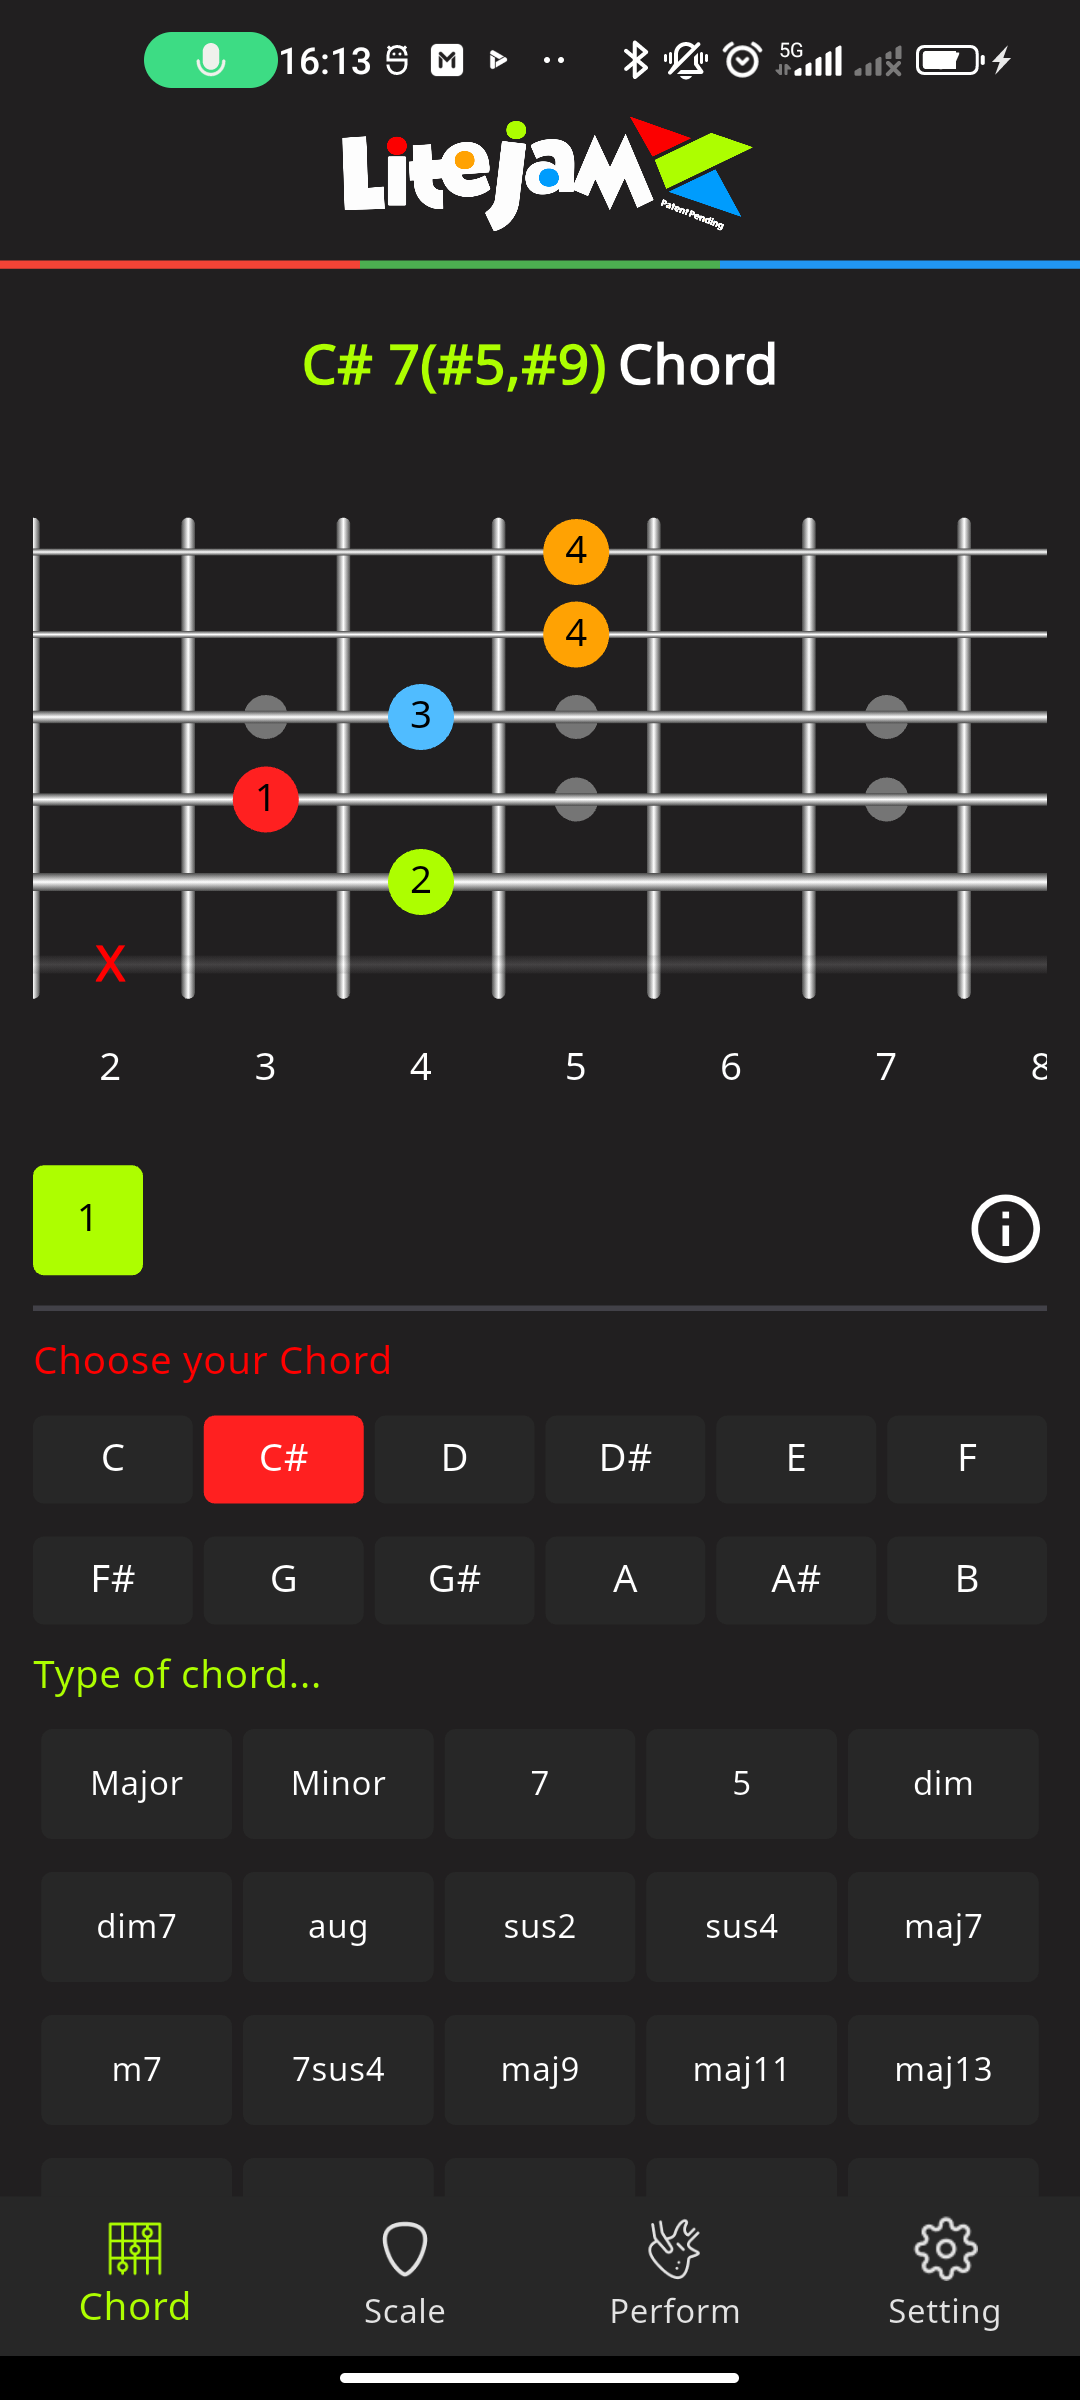 16:13 5G
Litejam
Patent Pending
C# 7(#5,#9) Chord
4
4
3
1
2
X
2 3 4 5 6 7 8
1
Choose your Chord
C C# D D# E F
F# G G# A A# B
Type of chord...
Major Minor 7 5 dim
dim7 aug sus2 sus4 maj7
m7 7sus4 maj9 maj11 maj13
Chord Scale Perform Setting